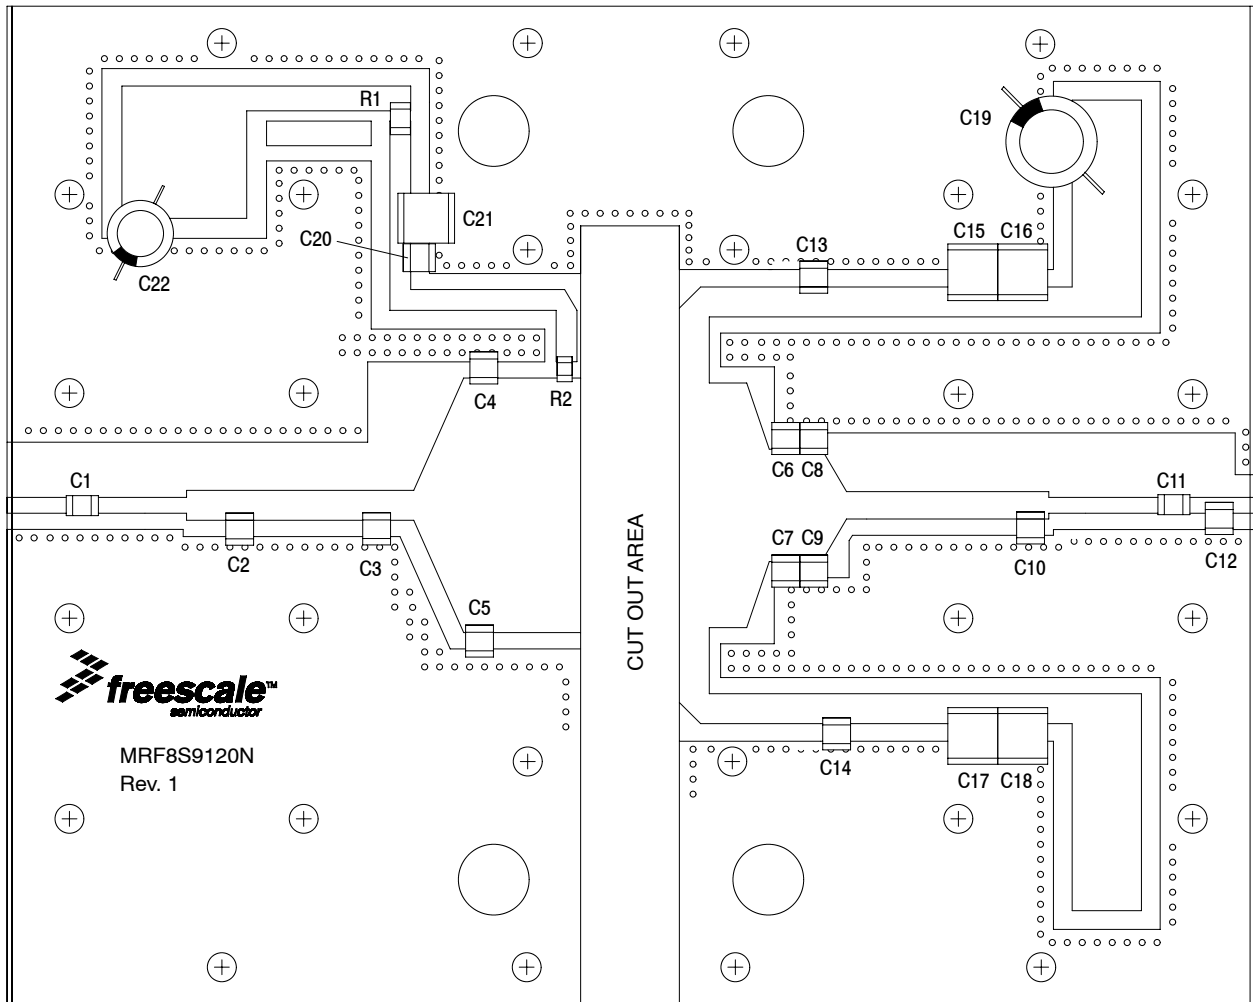 R1
C19
C21
C20
C22
C13
C15 C16
C4
R2
C6 C8
C1
C11
C2
C3
C7 C9
C10
C12
C5
CUT OUT AREA
freescale™
semiconductor
MRF8S9120N
Rev. 1
C14
C17 C18